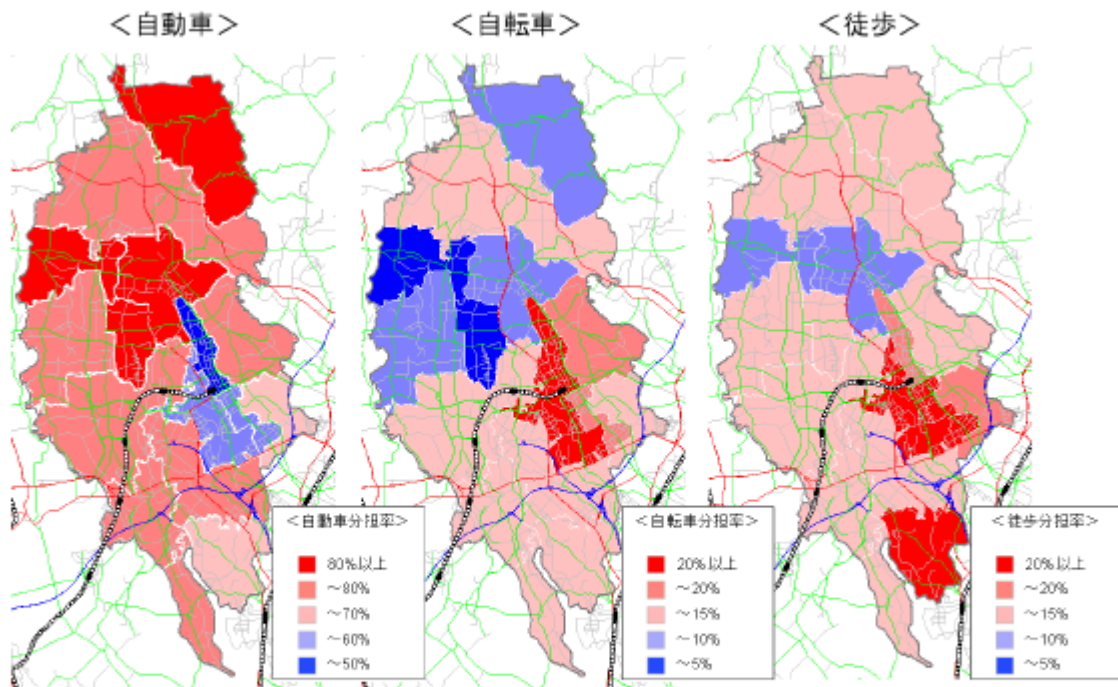 ＜自動車＞
＜自転車＞
＜徒歩＞
＜自動車分担率＞
80%以上
～80%
～70%
～60%
～50%
＜自転車分担率＞
20%以上
～20%
～15%
～10%
～5%
＜徒歩分担率＞
20%以上
～20%
～15%
～10%
～5%